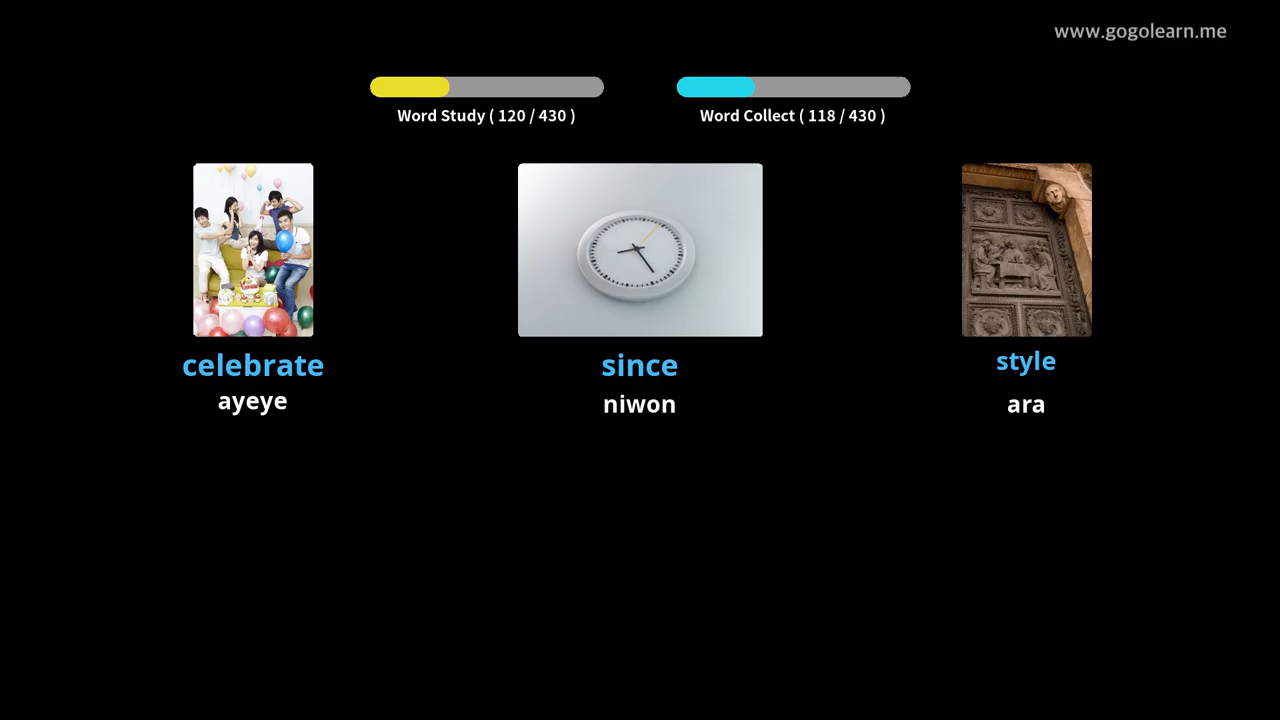 www.gogolearn.me
Word Study ( 120 / 430 )
Word Collect ( 118 / 430 )
celebrate
ayeye
since
niwon
style
ara